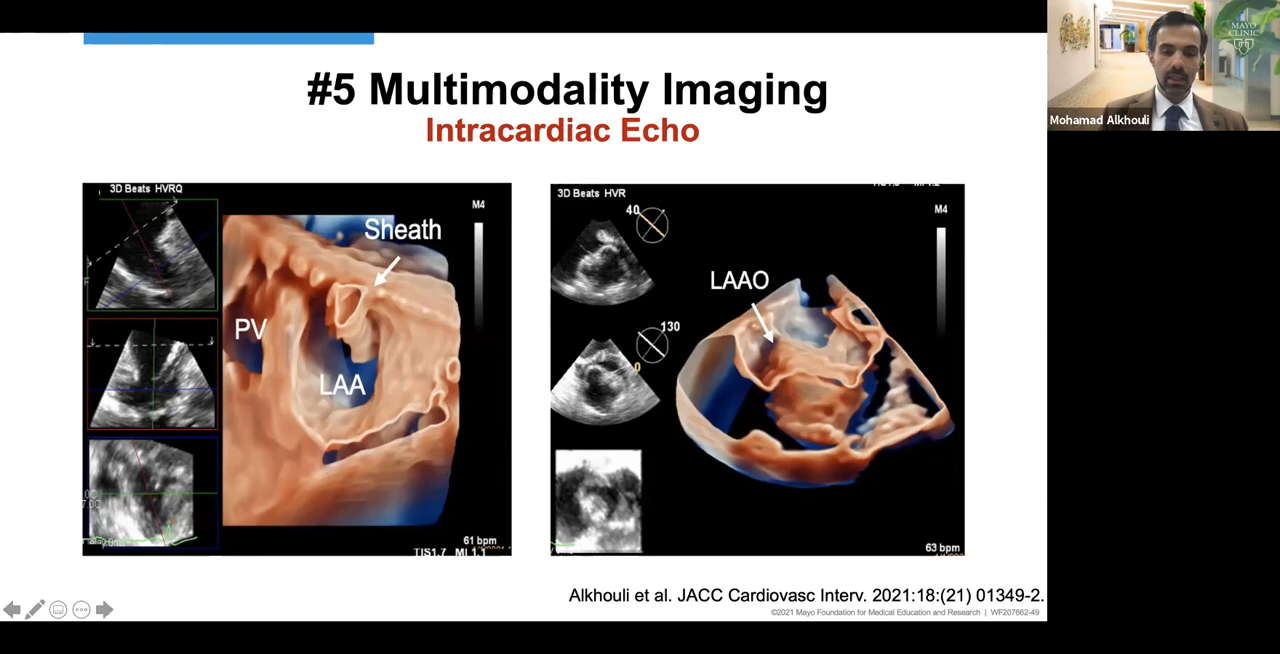 #5 Multimodality Imaging
Intracardiac Echo
3D Beats HVRQ
M4
Sheath
PV
LAA
61 bpm
TIS1.7 MI 1.1
3D Beats HVR
40
M4
LAAO
130
0
63 bpm
Alkhouli et al. JACC Cardiovasc Interv. 2021:18:(21) 01349-2.
©2021 Mayo Foundation for Medical Education and Research | WF207662-49
MAYO
CLINIC
Mohamad Alkhouli